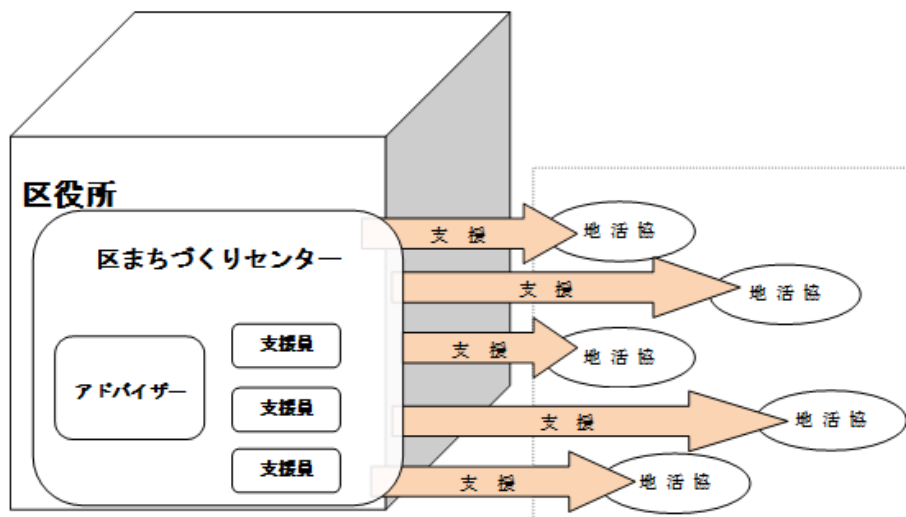 区役所
区まちづくりセンター
アドバイザー
支援員
支援員
支援員
支 援
地 活 協
支 援
地 活 協
支 援
地 活 協
支 援
地 活 協
支 援
地 活 協